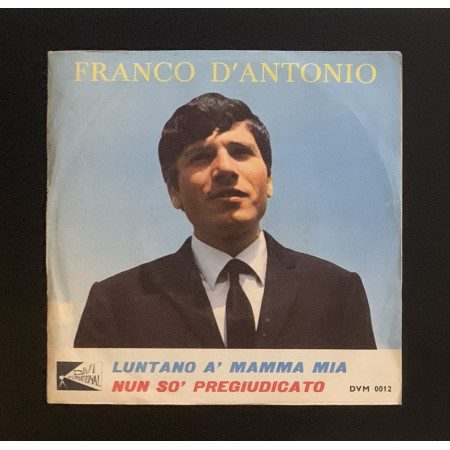 FRANCO D'ANTONIO
LUNTANO A' MAMMA MIA
NUN SO' PREGIUDICATO
DVM 0012